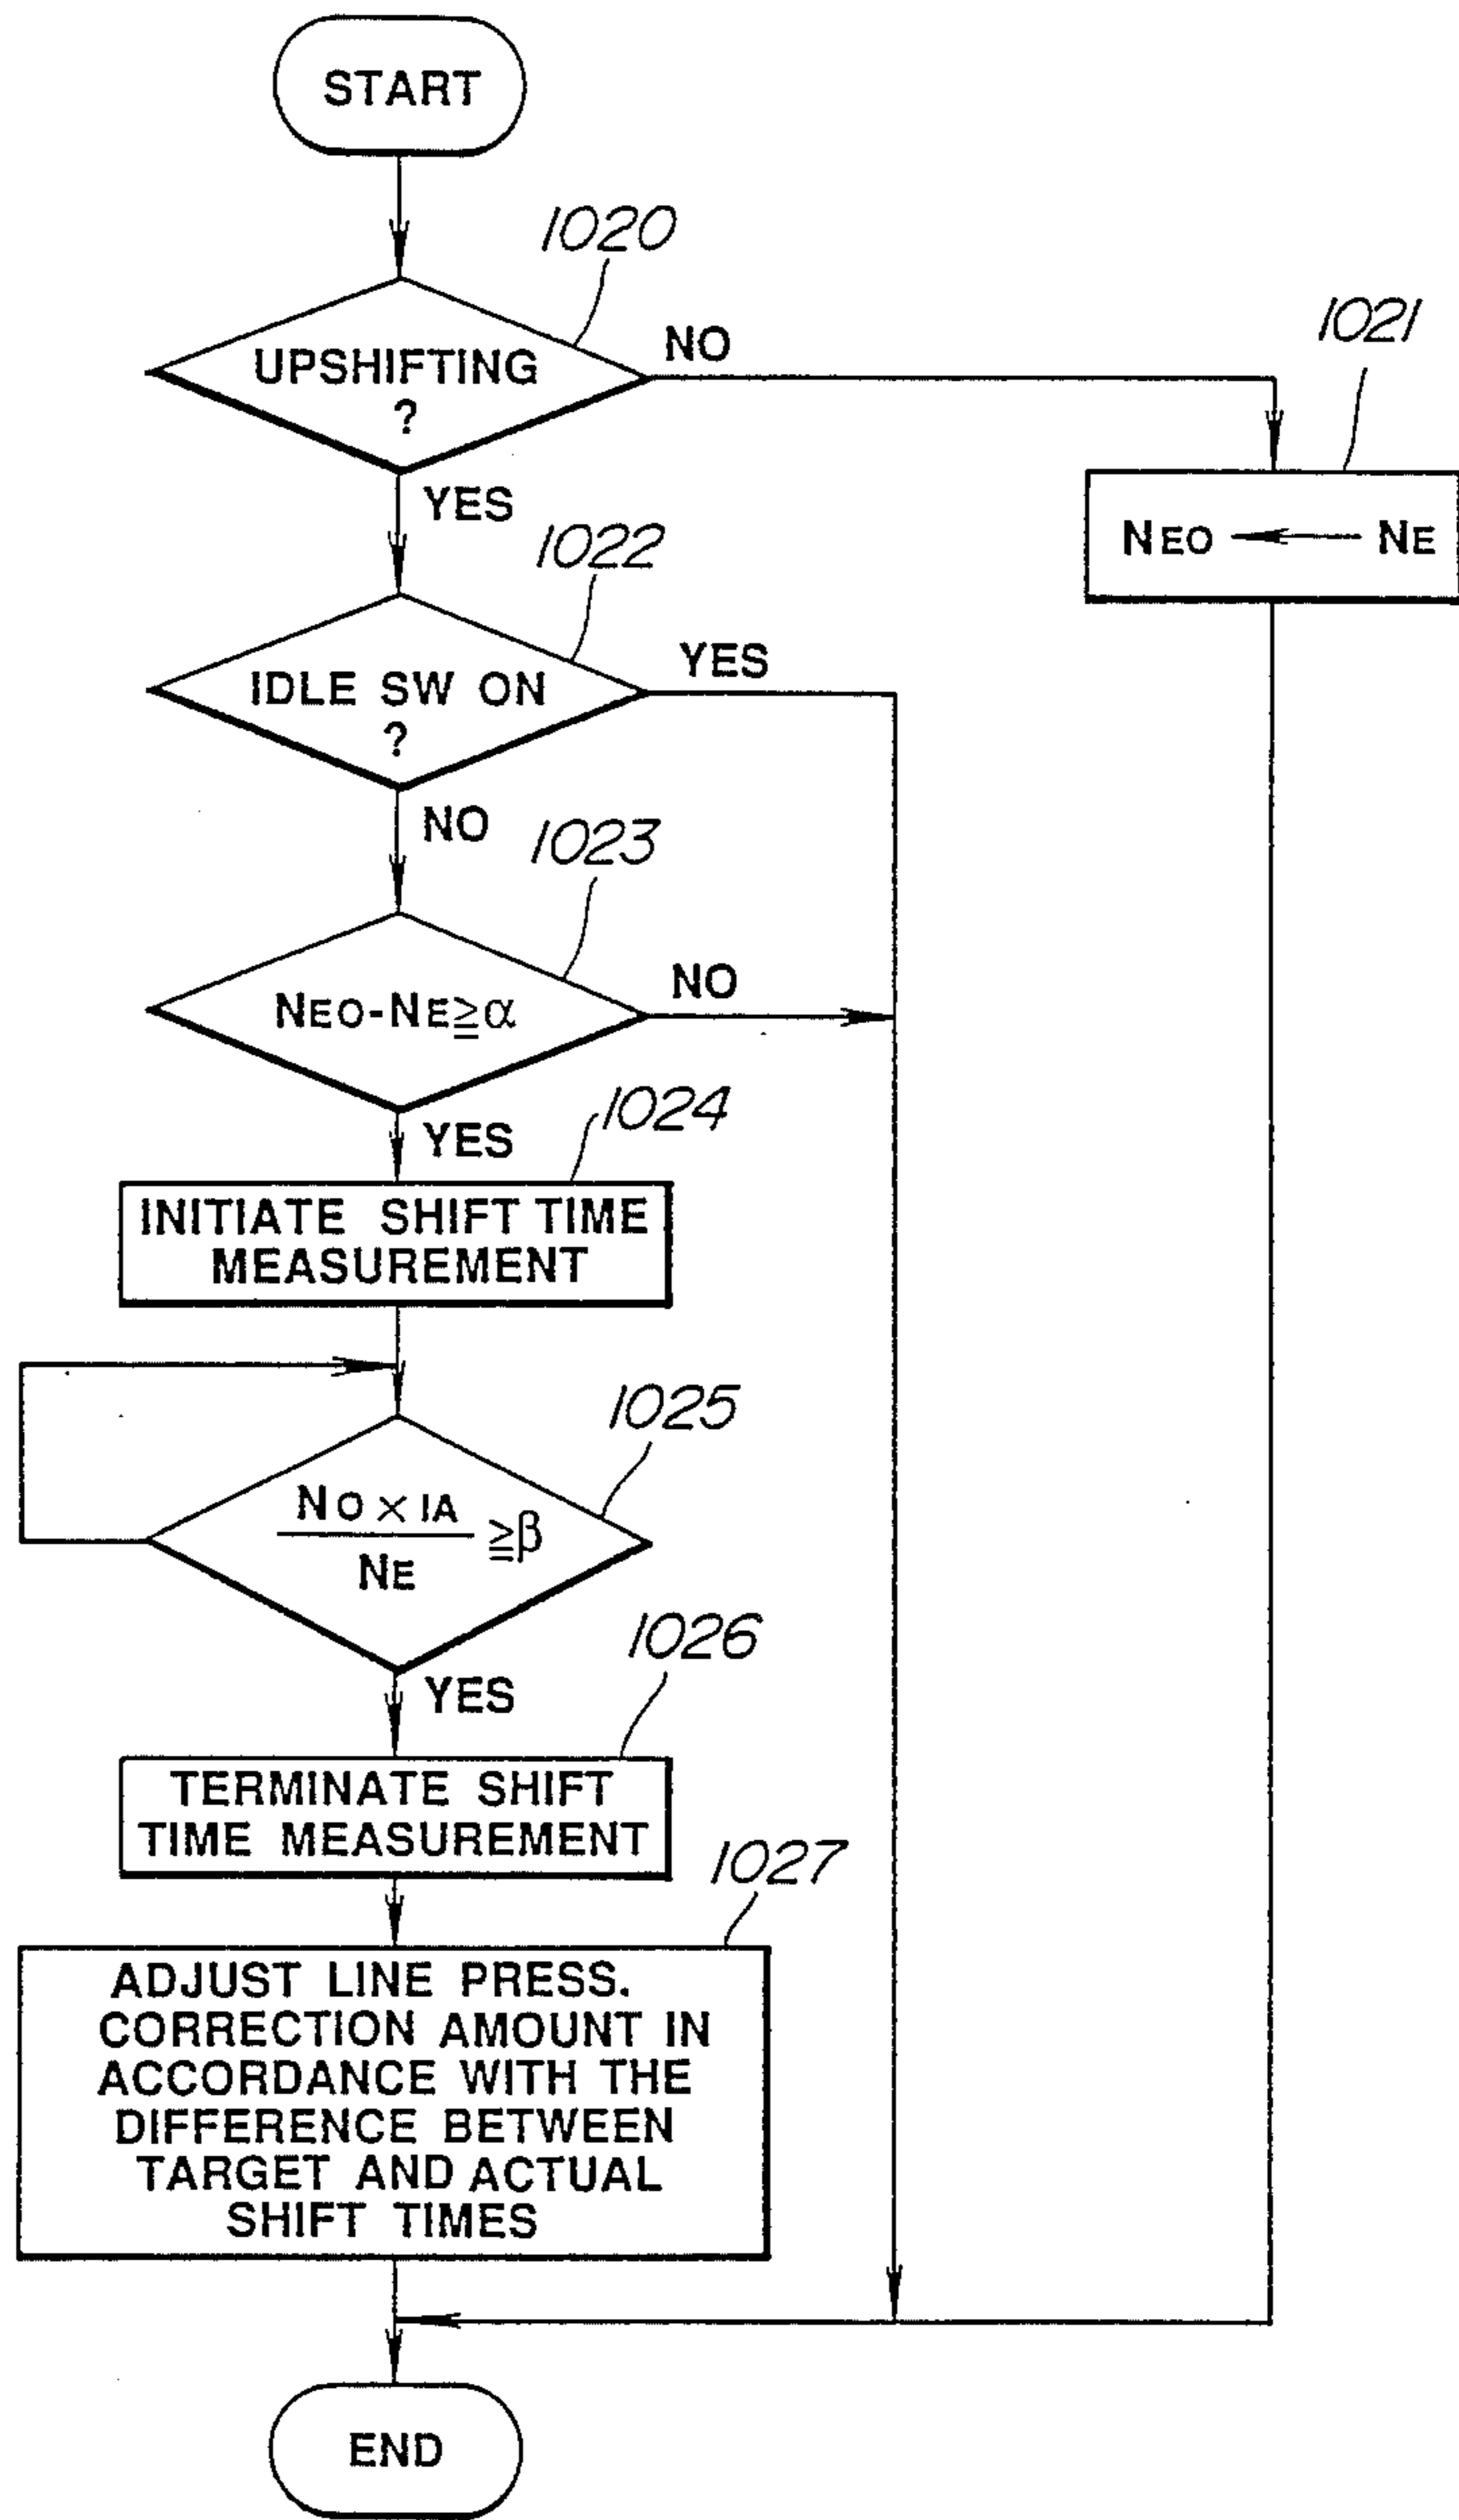 START
1020
UPSHIFTING
?
NO
1021
YES
NEO ← NE
1022
IDLE SW ON
?
YES
NO
1023
NEO-NE≧α
NO
1024
YES
INITIATE SHIFT TIME
MEASUREMENT
1025
NO × IA
NE
≧β
1026
YES
TERMINATE SHIFT
TIME MEASUREMENT
1027
ADJUST LINE PRESS.
CORRECTION AMOUNT IN
ACCORDANCE WITH THE
DIFFERENCE BETWEEN
TARGET AND ACTUAL
SHIFT TIMES
END